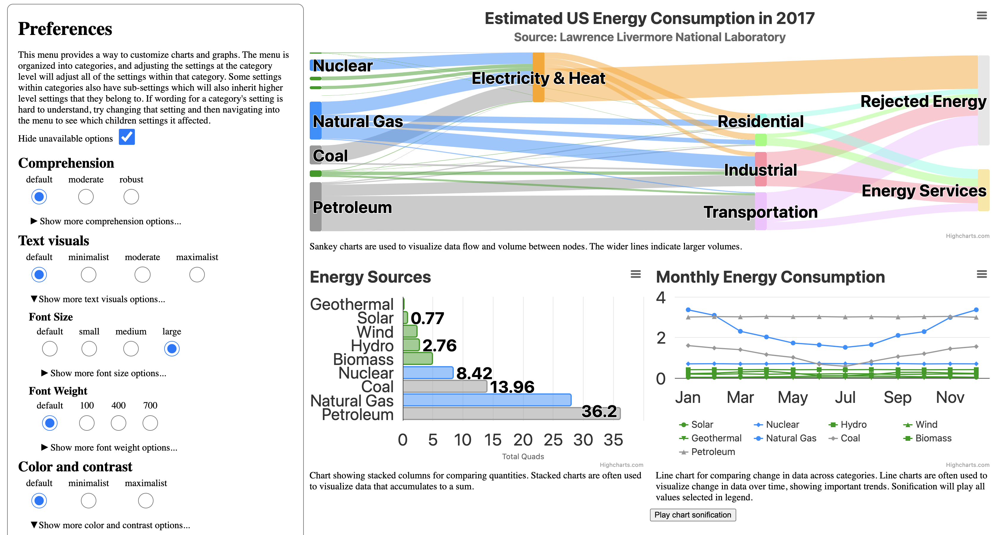 Preferences
This menu provides a way to customize charts and graphs. The menu is
organized into categories, and adjusting the settings at the category
level will adjust all of the settings within that category. Some settings
within categories also have sub-settings which will also inherit higher
level settings that they belong to. If wording for a category's setting is
hard to understand, try changing that setting and then navigating into
the menu to see which children settings it affected.
Hide unavailable options
Comprehension
default moderate robust
Show more comprehension options...
Text visuals
default minimalist moderate maximalist
Show more text visuals options...
Font Size
default small medium large
Show more font size options...
Font Weight
default 100 400 700
Show more font weight options...
Color and contrast
default minimalist maximalist
Show more color and contrast options...
Estimated US Energy Consumption in 2017
Source: Lawrence Livermore National Laboratory
Nuclear
Electricity & Heat
Rejected Energy
Natural Gas
Residential
Coal
Industrial
Energy Services
Petroleum
Transportation
Highcharts.com
Sankey charts are used to visualize data flow and volume between nodes. The wider lines indicate larger volumes.
Energy Sources
Geothermal
Solar 0.77
Wind
Hydro 2.76
Biomass
Nuclear 8.42
Coal 13.96
Natural Gas
Petroleum 36.2
0 5 10 15 20 25 30 35
Total Quads
Highcharts.com
Chart showing stacked columns for comparing quantities. Stacked charts are often used
to visualize data that accumulates to a sum.
Monthly Energy Consumption
4
2
0
Jan Mar May Jul Sep Nov
Solar Nuclear Hydro Wind
Geothermal Natural Gas Coal Biomass
Petroleum
Highcharts.com
Line chart for comparing change in data across categories. Line charts are often used to
visualize change in data over time, showing important trends. Sonification will play all
values selected in legend.
Play chart sonification